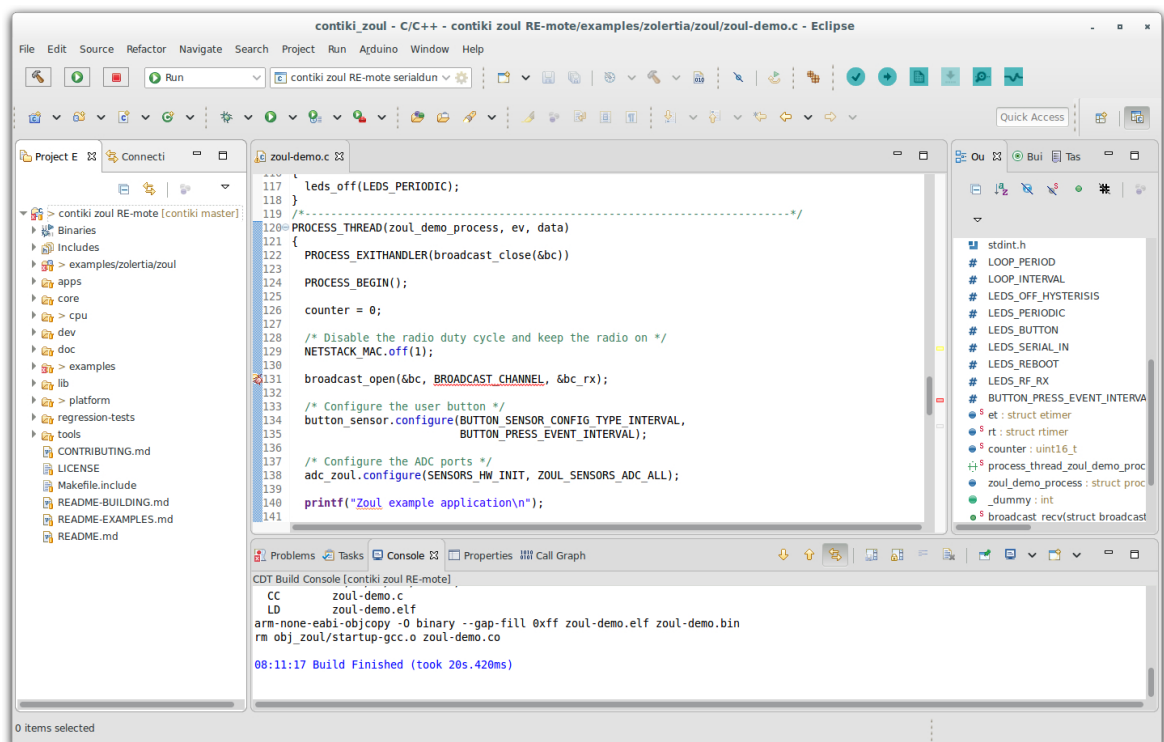 contiki_zoul - C/C++ - contiki zoul RE-mote/examples/zolertia/zoul/zoul-demo.c - Eclipse
File Edit Source Refactor Navigate Search Project Run Arduino Window Help
Run contiki zoul RE-mote serialdun
Quick Access
Project E Connecti
> contiki zoul RE-mote [contiki master]
Binaries
Includes
> examples/zolertia/zoul
apps
core
> cpu
dev
doc
> examples
lib
> platform
regression-tests
tools
CONTRIBUTING.md
LICENSE
Makefile.include
README-BUILDING.md
README-EXAMPLES.md
README.md
zoul-demo.c
117 leds_off(LEDS_PERIODIC);
118 }
119 /*---------------------------------------------------------------------------*/
120 PROCESS_THREAD(zoul_demo_process, ev, data)
121 {
122 PROCESS_EXITHANDLER(broadcast_close(&bc))
123
124 PROCESS_BEGIN();
125
126 counter = 0;
127
128 /* Disable the radio duty cycle and keep the radio on */
129 NETSTACK_MAC.off(1);
130
131 broadcast_open(&bc, BROADCAST_CHANNEL, &bc_rx);
132
133 /* Configure the user button */
134 button_sensor.configure(BUTTON_SENSOR_CONFIG_TYPE_INTERVAL,
135 BUTTON_PRESS_EVENT_INTERVAL);
136
137 /* Configure the ADC ports */
138 adc_zoul.configure(SENSORS_HW_INIT, ZOUL_SENSORS_ADC_ALL);
139
140 printf("Zoul example application\n");
141
Ou Bui Tas
stdint.h
# LOOP_PERIOD
# LOOP_INTERVAL
# LEDS_OFF_HYSTERISIS
# LEDS_PERIODIC
# LEDS_BUTTON
# LEDS_SERIAL_IN
# LEDS_REBOOT
# LEDS_RF_RX
# BUTTON_PRESS_EVENT_INTERVA
S et : struct etimer
S rt : struct rtimer
S counter : uint16_t
S process_thread_zoul_demo_proc
zoul_demo_process : struct proc
_dummy : int
S broadcast_recv(struct broadcast
Problems Tasks Console Properties Call Graph
CDT Build Console [contiki zoul RE-mote]
CC zoul-demo.c
LD zoul-demo.elf
arm-none-eabi-objcopy -O binary --gap-fill 0xff zoul-demo.elf zoul-demo.bin
rm obj_zoul/startup-gcc.o zoul-demo.co
08:11:17 Build Finished (took 20s.420ms)
0 items selected